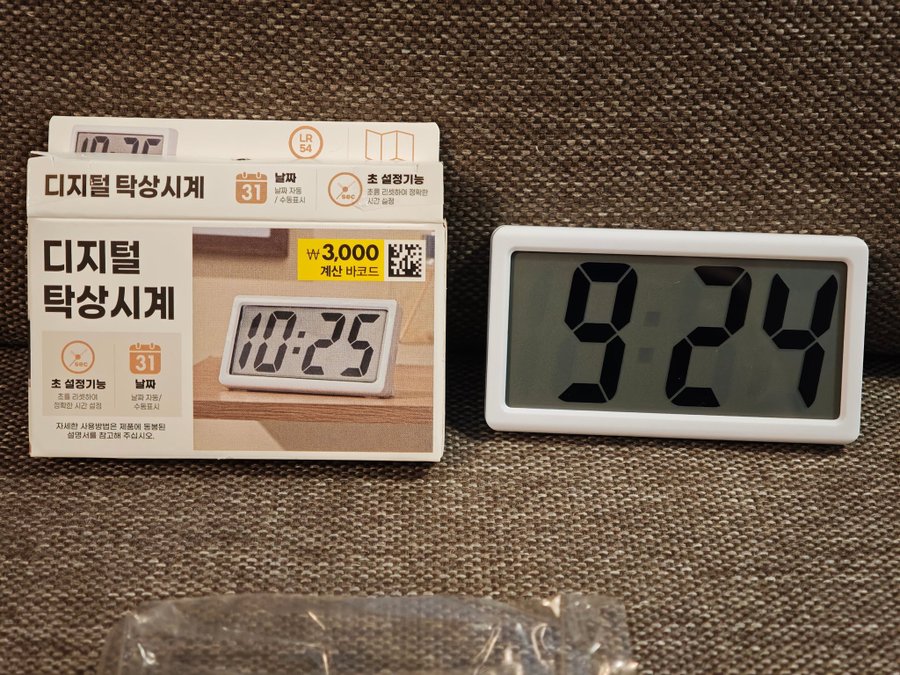 10:25
LR
54
디지털 탁상시계
31
날짜
날짜 자동
/ 수동표시
sec
초 설정기능
초를 리셋하여 정확한
시간 설정
디지털
탁상시계
₩3,000
계산 바코드
10:25
sec
초 설정기능
초를 리셋하여
정확한 시간 설정
31
날짜
날짜 자동/
수동표시
자세한 사용방법은 제품에 동봉된
설명서를 참고해 주십시오.
9:24